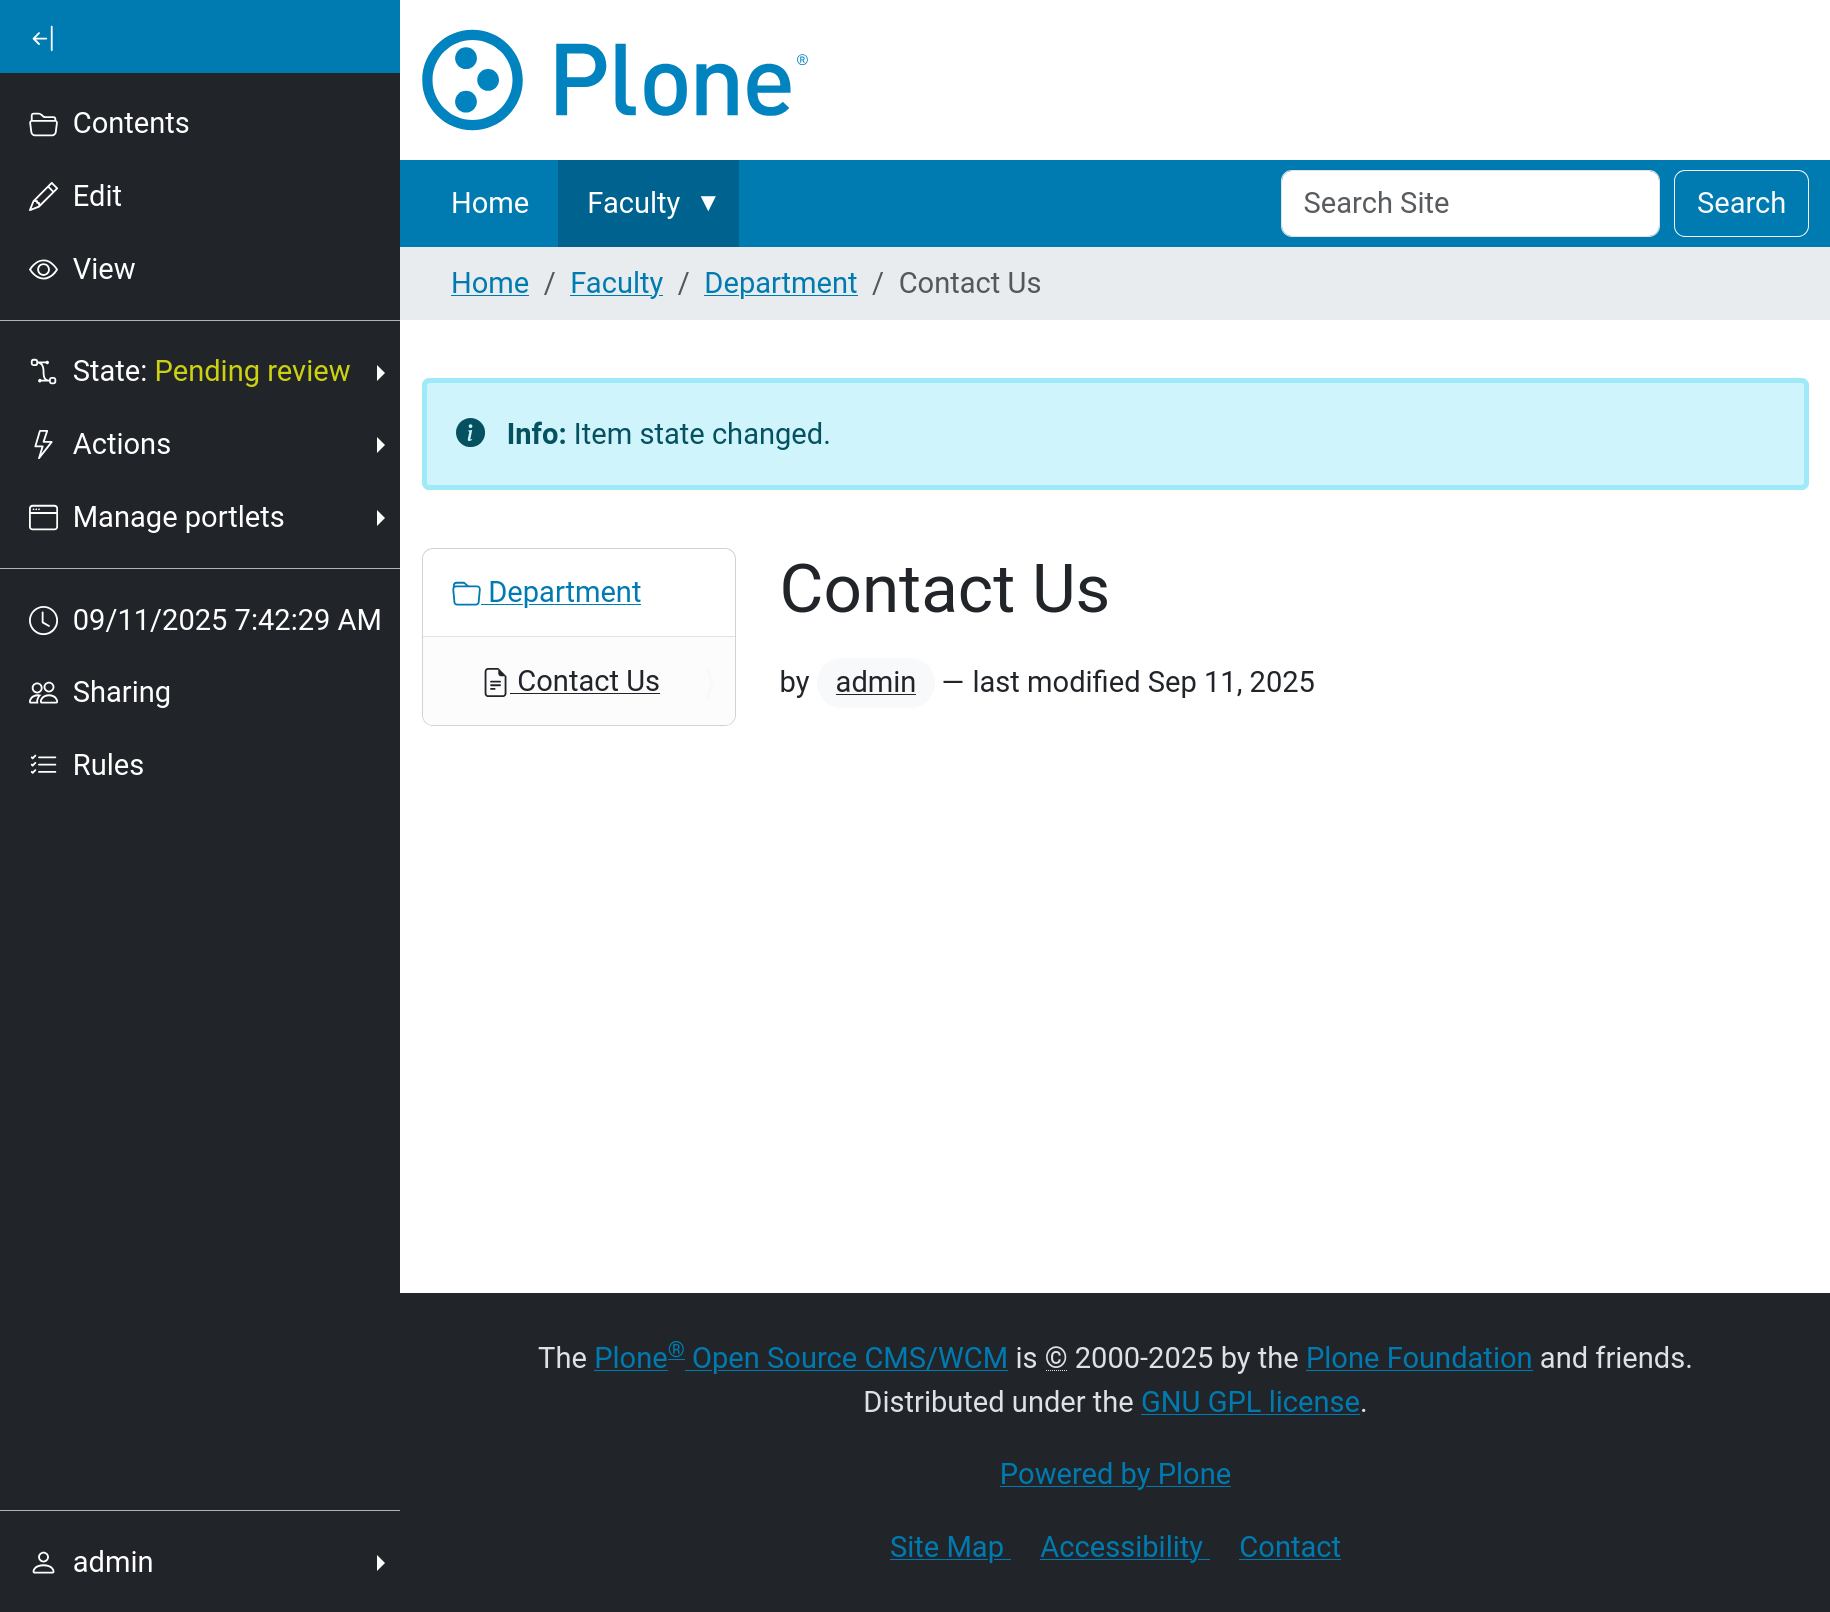 Contents
Edit
View
State: Pending review
Actions
Manage portlets
09/11/2025 7:42:29 AM
Sharing
Rules
admin
Plone®
Home Faculty ▼ Search Site Search
Home / Faculty / Department / Contact Us
Info: Item state changed.
Department
Contact Us
Contact Us
by admin — last modified Sep 11, 2025
The Plone® Open Source CMS/WCM is © 2000-2025 by the Plone Foundation and friends.
Distributed under the GNU GPL license.
Powered by Plone
Site Map Accessibility Contact